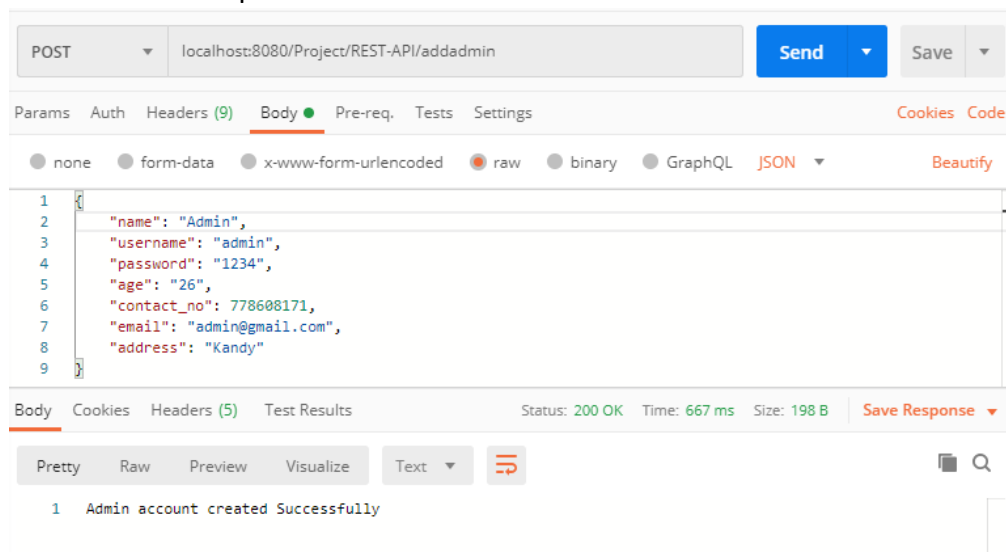 POST localhost:8080/Project/REST-API/addadmin Send Save
Params Auth Headers (9) Body Pre-req. Tests Settings Cookies Code
none form-data x-www-form-urlencoded raw binary GraphQL JSON Beautify
1 {
2 "name": "Admin",
3 "username": "admin",
4 "password": "1234",
5 "age": "26",
6 "contact_no": 778608171,
7 "email": "admin@gmail.com",
8 "address": "Kandy"
9 }
Body Cookies Headers (5) Test Results Status: 200 OK Time: 667 ms Size: 198 B Save Response
Pretty Raw Preview Visualize Text
1 Admin account created Successfully